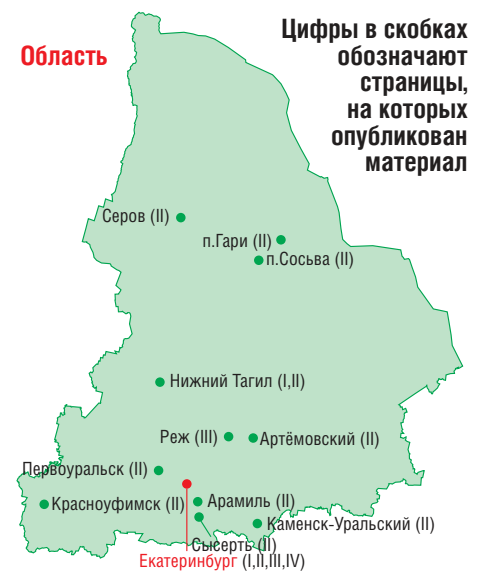 Область
Цифры в скобках
обозначают
страницы,
на которых
опубликован
материал
Серов (II)
п.Гари (II)
п.Сосьва (II)
Нижний Тагил (I,II)
Реж (III)
Артёмовский (II)
Первоуральск (II)
Красноуфимск (II)
Арамиль (II)
Каменск-Уральский (II)
Сысерть (II)
Екатеринбург (I,II,III,IV)